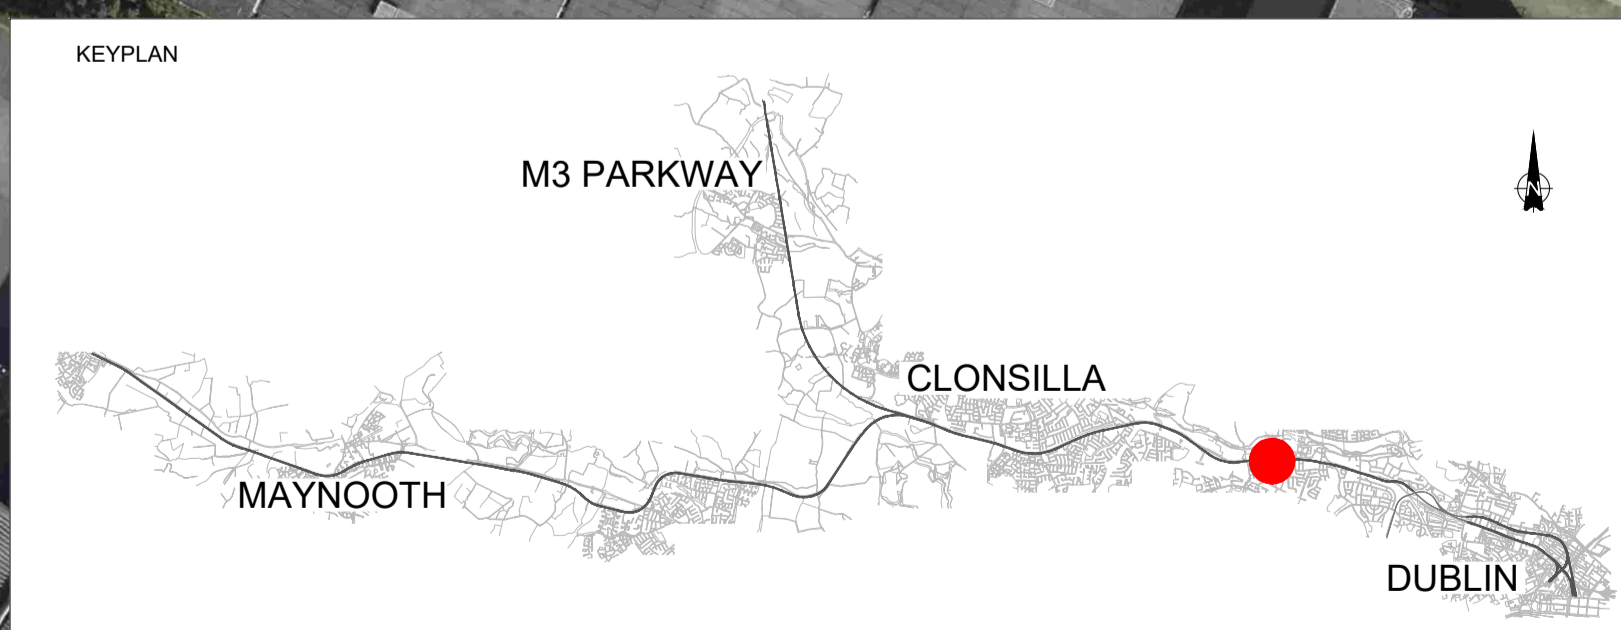 KEYPLAN
M3 PARKWAY
N
CLONSILLA
MAYNOOTH
DUBLIN